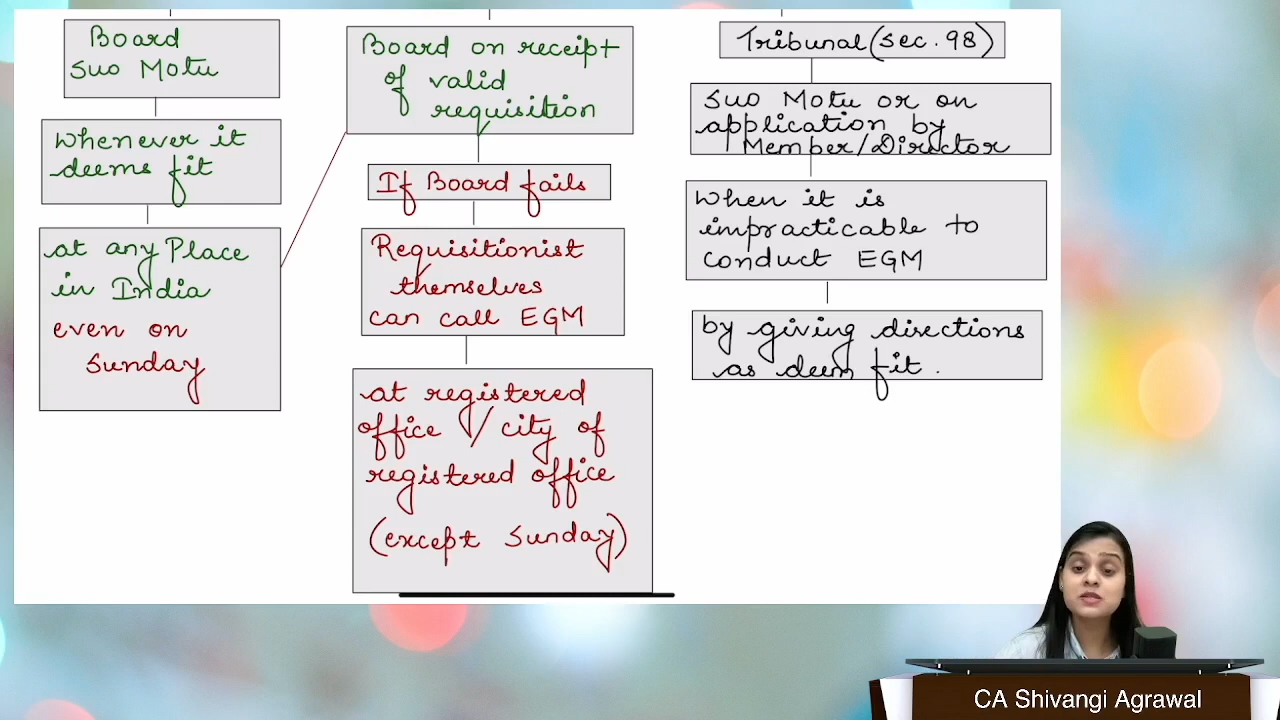 Board
Suo Motu
Whenever it
deems fit
at any Place
in India
even on
Sunday
Board on receipt
of valid
requisition
If Board fails
Requisitionist
themselves
can call EGM
at registered
office / city of
registered office
(except Sunday)
Tribunal (sec. 98)
Suo Motu or on
application by
Member/Director
When it is
impracticable to
conduct EGM
by giving directions
as deem fit.
CA Shivangi Agrawal